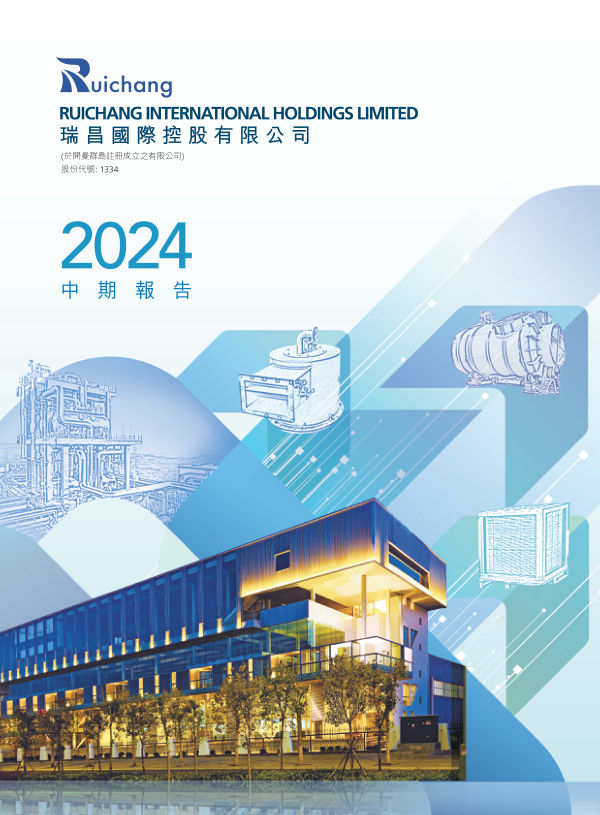 Ruichang
RUICHANG INTERNATIONAL HOLDINGS LIMITED
瑞昌國際控股有限公司
(於開曼群島註冊成立之有限公司)
股份代號: 1334
2024
中期報告